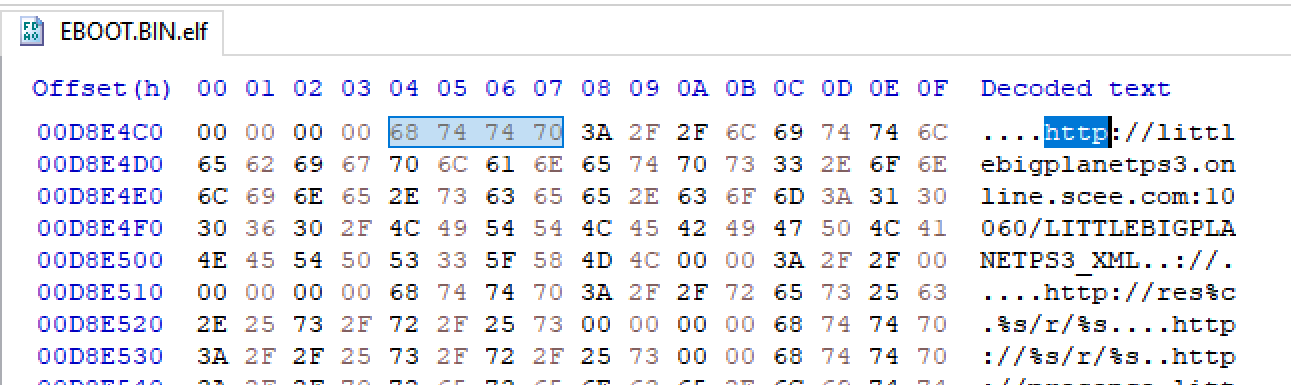 EBOOT.BIN.elf
Offset(h) 00 01 02 03 04 05 06 07 08 09 0A 0B 0C 0D 0E 0F Decoded text
00D8E4C0 00 00 00 00 68 74 74 70 3A 2F 2F 6C 69 74 74 6C ....http://littl
00D8E4D0 65 62 69 67 70 6C 61 6E 65 74 70 73 33 2E 6F 6E ebigplanetps3.on
00D8E4E0 6C 69 6E 65 2E 73 63 65 65 2E 63 6F 6D 3A 31 30 line.scee.com:10
00D8E4F0 30 36 30 2F 4C 49 54 54 4C 45 42 49 47 50 4C 41 060/LITTLEBIGPLA
00D8E500 4E 45 54 50 53 33 5F 58 4D 4C 00 00 3A 2F 2F 00 NETPS3_XML..://.
00D8E510 00 00 00 00 68 74 74 70 3A 2F 2F 72 65 73 25 63 ....http://res%c
00D8E520 2E 25 73 2F 72 2F 25 73 00 00 00 00 68 74 74 70 .%s/r/%s....http
00D8E530 3A 2F 2F 25 73 2F 72 2F 25 73 00 00 68 74 74 70 ://%s/r/%s..http